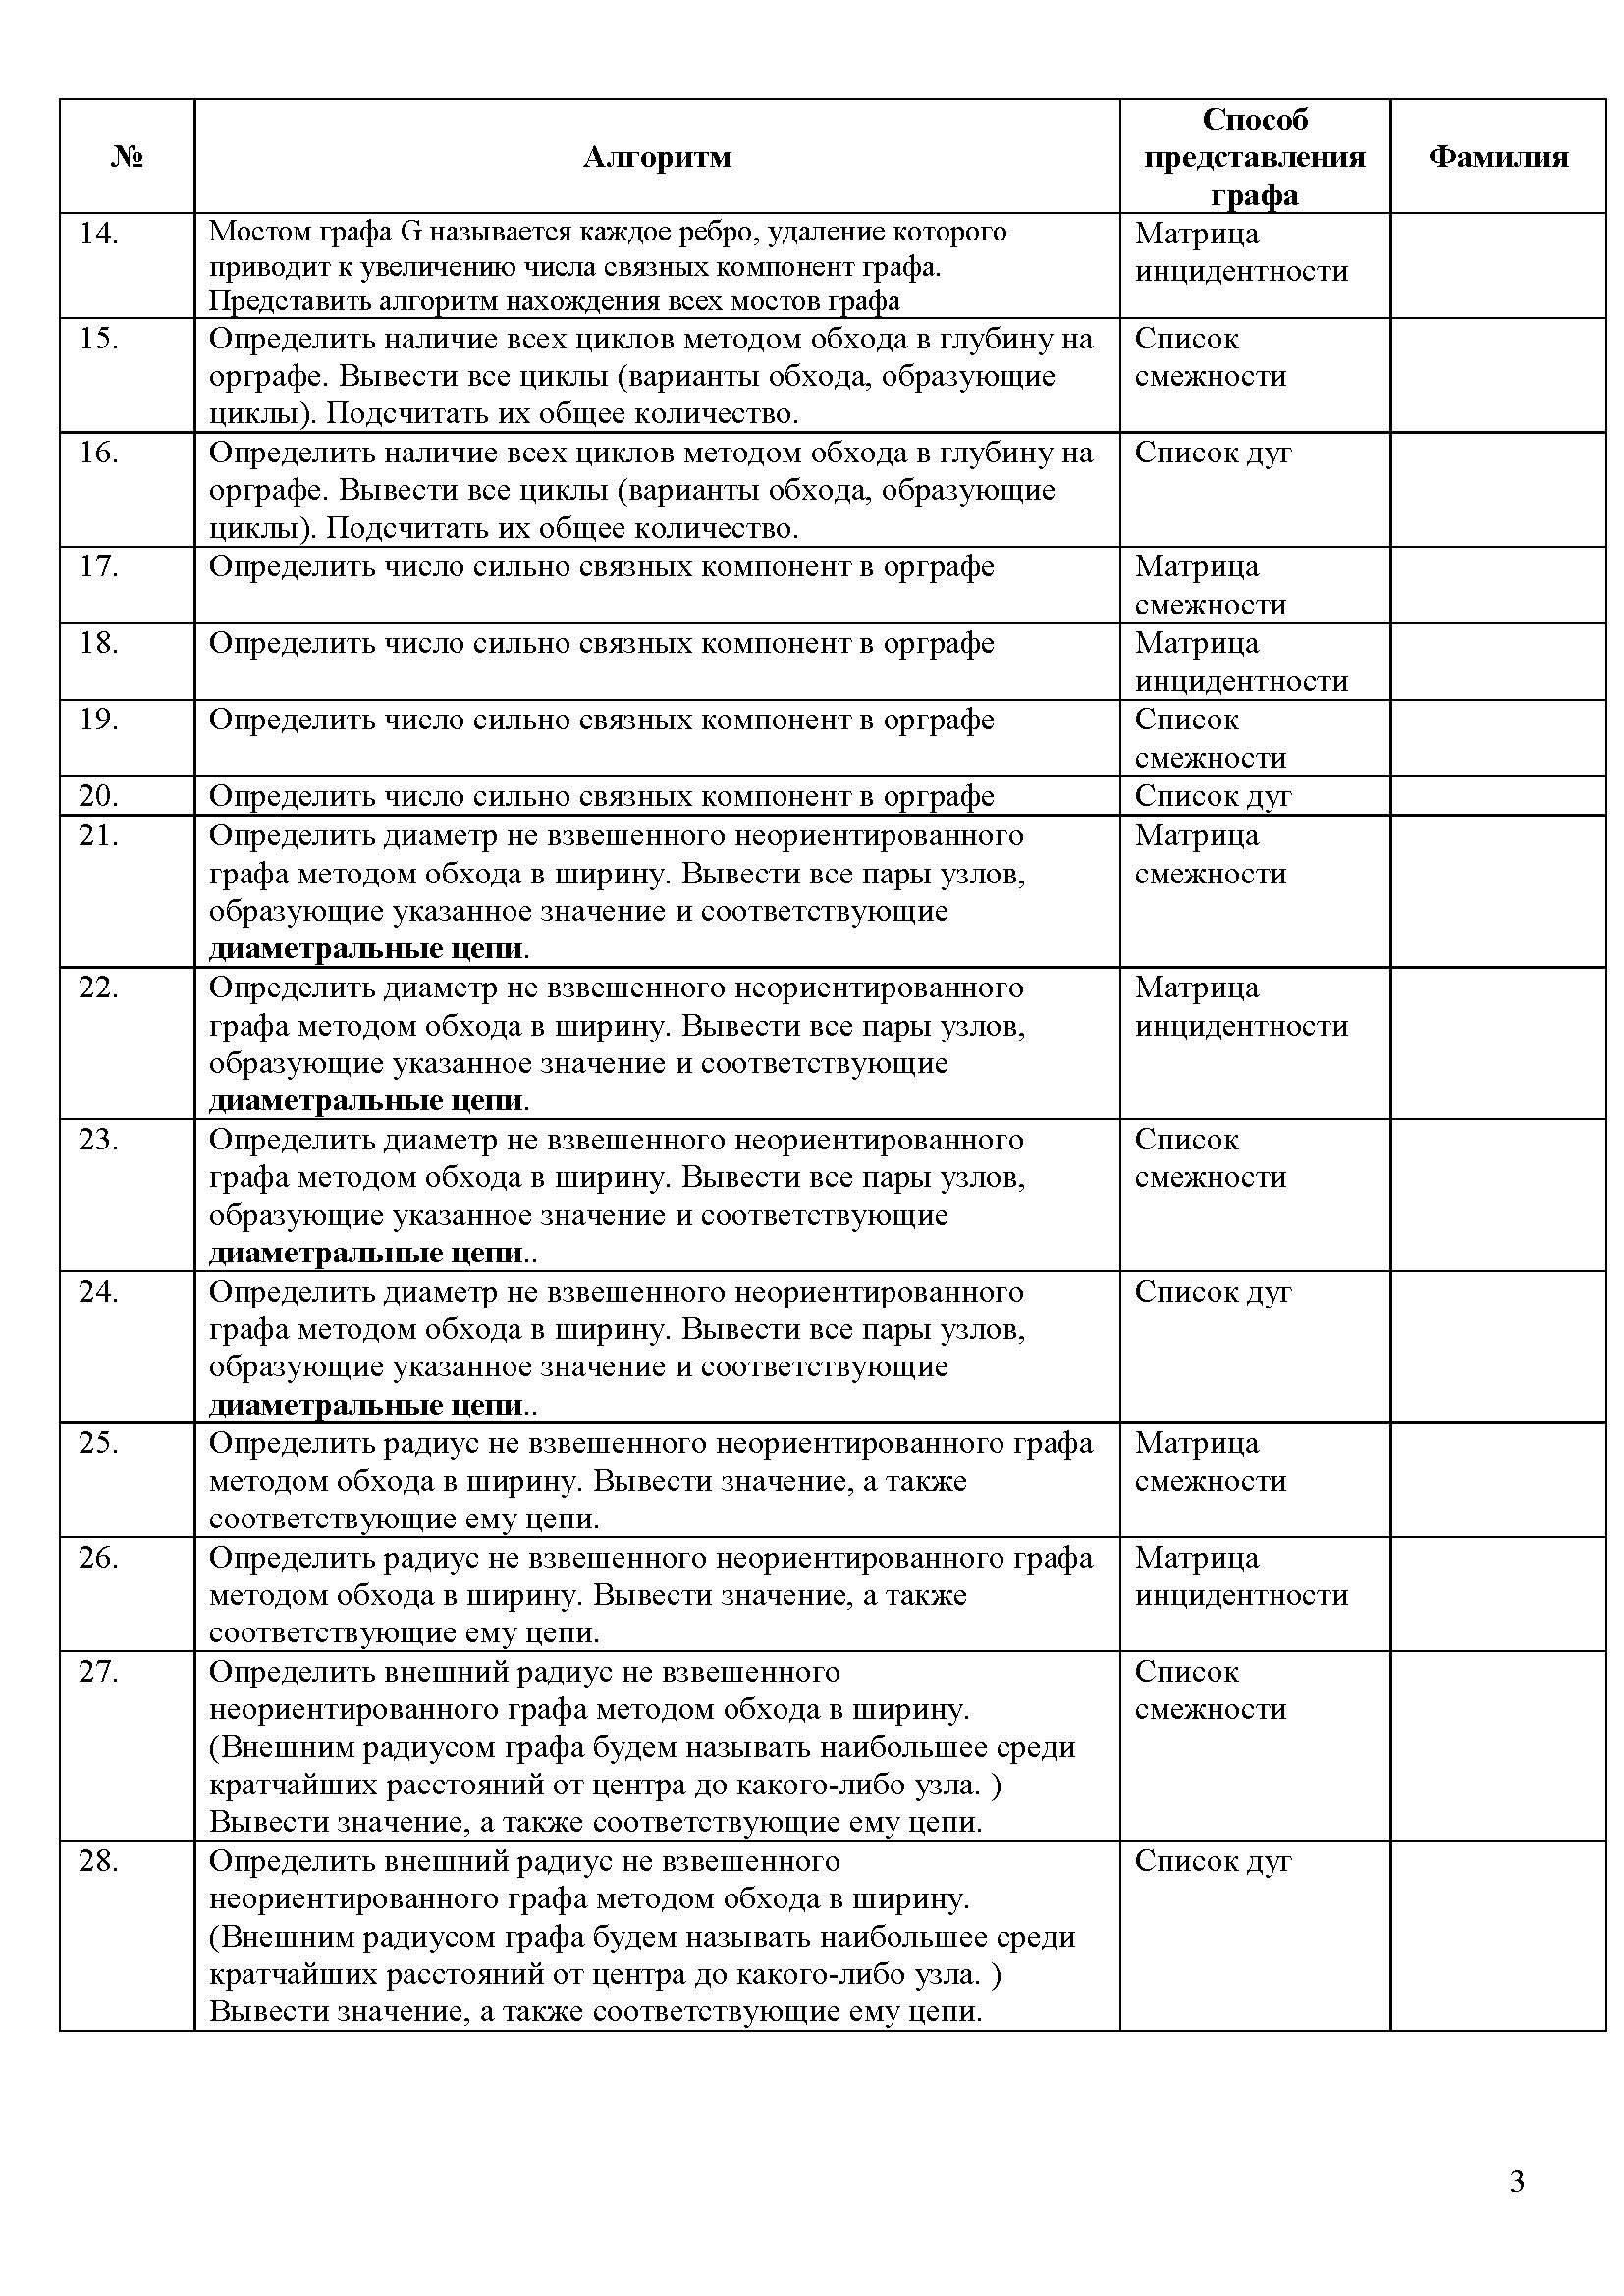 №
Алгоритм
Способ
представления
графа
Фамилия
14.
Мостом графа G называется каждое ребро, удаление которого
приводит к увеличению числа связных компонент графа.
Представить алгоритм нахождения всех мостов графа
Матрица
инцидентности
15.
Определить наличие всех циклов методом обхода в глубину на
орграфе. Вывести все циклы (варианты обхода, образующие
циклы). Подсчитать их общее количество.
Список
смежности
16.
Определить наличие всех циклов методом обхода в глубину на
орграфе. Вывести все циклы (варианты обхода, образующие
циклы). Подсчитать их общее количество.
Список дуг
17.
Определить число сильно связных компонент в орграфе
Матрица
смежности
18.
Определить число сильно связных компонент в орграфе
Матрица
инцидентности
19.
Определить число сильно связных компонент в орграфе
Список
смежности
20.
Определить число сильно связных компонент в орграфе
Список дуг
21.
Определить диаметр не взвешенного неориентированного
графа методом обхода в ширину. Вывести все пары узлов,
образующие указанное значение и соответствующие
диаметральные цепи.
Матрица
смежности
22.
Определить диаметр не взвешенного неориентированного
графа методом обхода в ширину. Вывести все пары узлов,
образующие указанное значение и соответствующие
диаметральные цепи.
Матрица
инцидентности
23.
Определить диаметр не взвешенного неориентированного
графа методом обхода в ширину. Вывести все пары узлов,
образующие указанное значение и соответствующие
диаметральные цепи..
Список
смежности
24.
Определить диаметр не взвешенного неориентированного
графа методом обхода в ширину. Вывести все пары узлов,
образующие указанное значение и соответствующие
диаметральные цепи..
Список дуг
25.
Определить радиус не взвешенного неориентированного графа
методом обхода в ширину. Вывести значение, а также
соответствующие ему цепи.
Матрица
смежности
26.
Определить радиус не взвешенного неориентированного графа
методом обхода в ширину. Вывести значение, а также
соответствующие ему цепи.
Матрица
инцидентности
27.
Определить внешний радиус не взвешенного
неориентированного графа методом обхода в ширину.
(Внешним радиусом графа будем называть наибольшее среди
кратчайших расстояний от центра до какого-либо узла. )
Вывести значение, а также соответствующие ему цепи.
Список
смежности
28.
Определить внешний радиус не взвешенного
неориентированного графа методом обхода в ширину.
(Внешним радиусом графа будем называть наибольшее среди
кратчайших расстояний от центра до какого-либо узла. )
Вывести значение, а также соответствующие ему цепи.
Список дуг
3